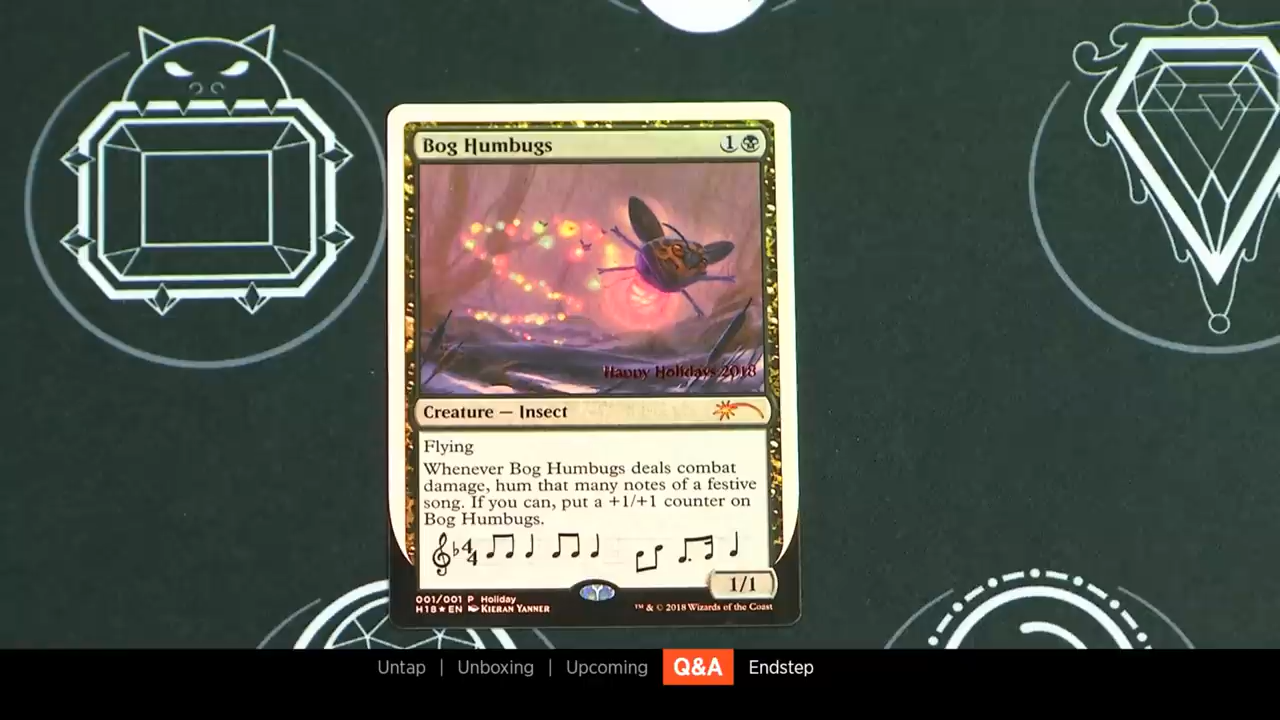 Bog Humbugs 1
Happy Holidays 2018
Creature — Insect
Flying
Whenever Bog Humbugs deals combat
damage, hum that many notes of a festive
song. If you can, put a +1/+1 counter on
Bog Humbugs.
4
4
1/1
001/001 P Holiday
H18★EN Kieran Yanner
™ & © 2018 Wizards of the Coast
Untap | Unboxing | Upcoming Q&A Endstep